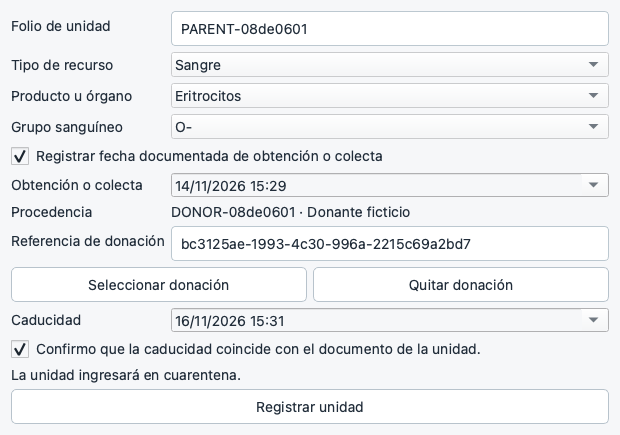 Folio de unidad PARENT-08de0601
Tipo de recurso Sangre
Producto u órgano Eritrocitos
Grupo sanguíneo O-
Registrar fecha documentada de obtención o colecta
Obtención o colecta 14/11/2026 15:29
Procedencia DONOR-08de0601 · Donante ficticio
Referencia de donación bc3125ae-1993-4c30-996a-2215c69a2bd7
Seleccionar donación Quitar donación
Caducidad 16/11/2026 15:31
Confirmo que la caducidad coincide con el documento de la unidad.
La unidad ingresará en cuarentena.
Registrar unidad